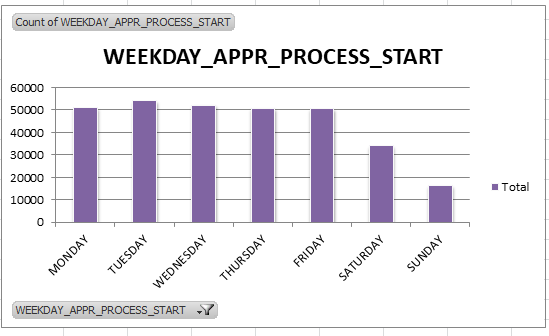 Count of WEEKDAY_APPR_PROCESS_START
WEEKDAY_APPR_PROCESS_START
60000
50000
40000
30000
20000
10000
0
MONDAY
TUESDAY
WEDNESDAY
THURSDAY
FRIDAY
SATURDAY
SUNDAY
Total
WEEKDAY_APPR_PROCESS_START